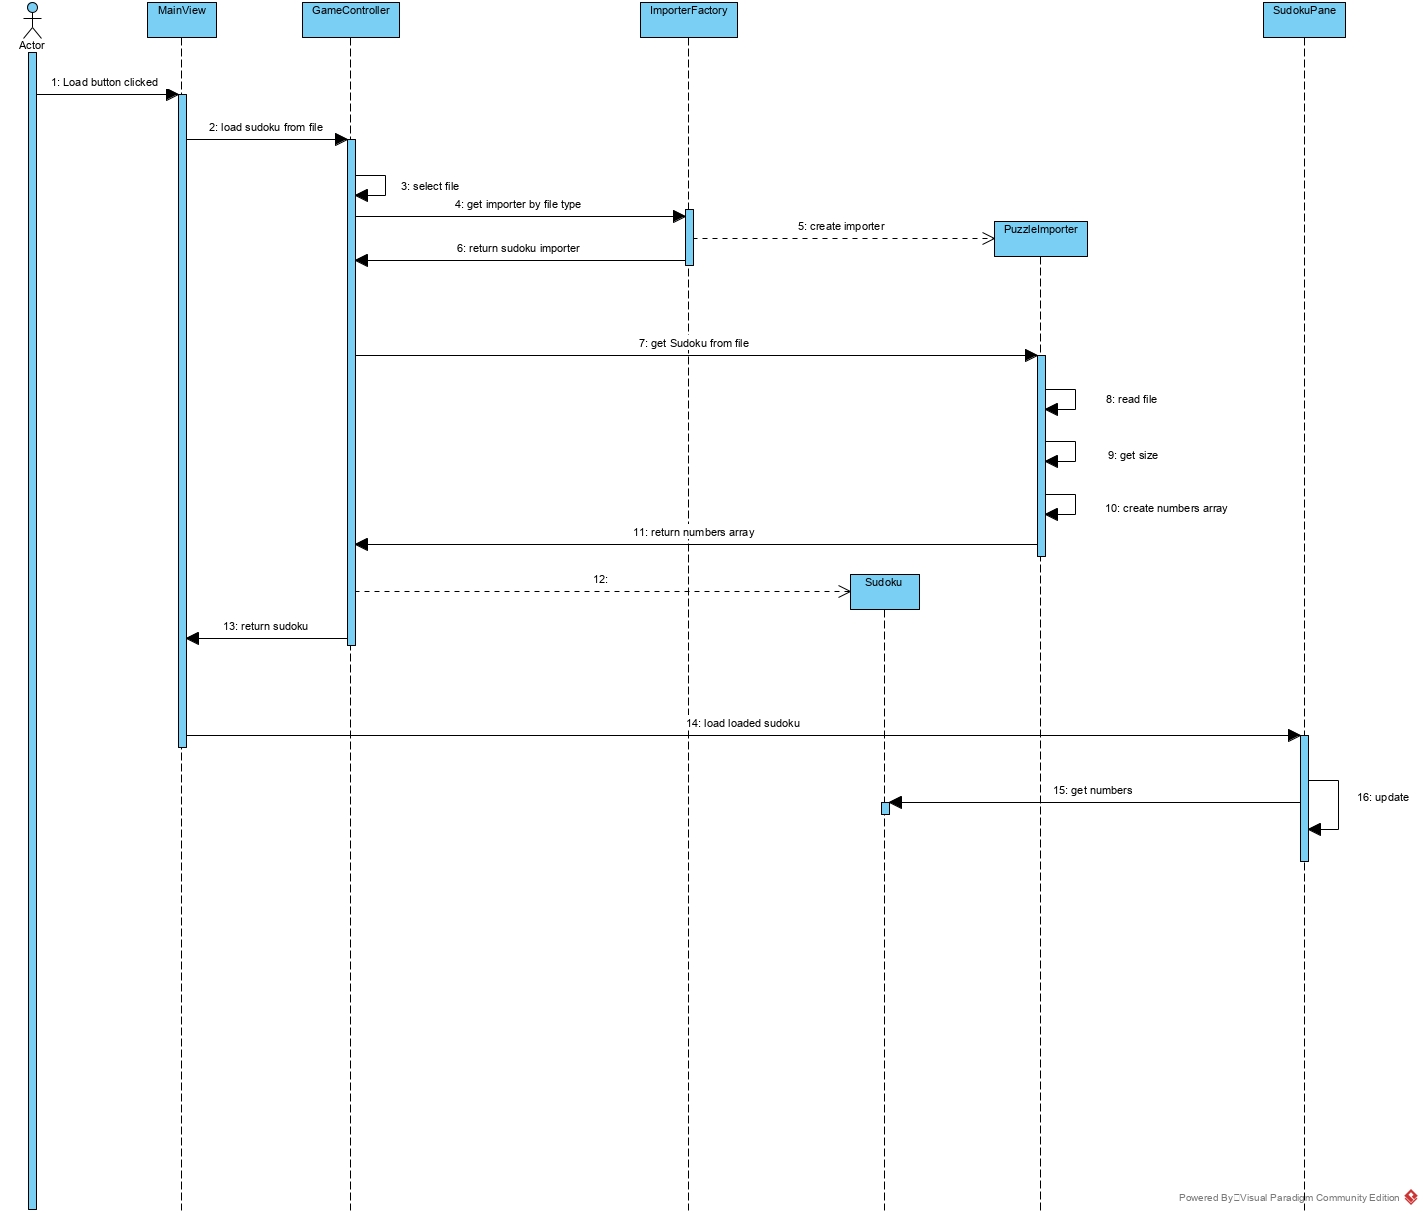 MainView
GameController
ImporterFactory
SudokuPane
Actor
1: Load button clicked
2: load sudoku from file
3: select file
4: get importer by file type
5: create importer
PuzzleImporter
6: return sudoku importer
7: get Sudoku from file
8: read file
9: get size
10: create numbers array
11: return numbers array
12:
Sudoku
13: return sudoku
14: load loaded sudoku
15: get numbers
16: update
Powered By Visual Paradigm Community Edition